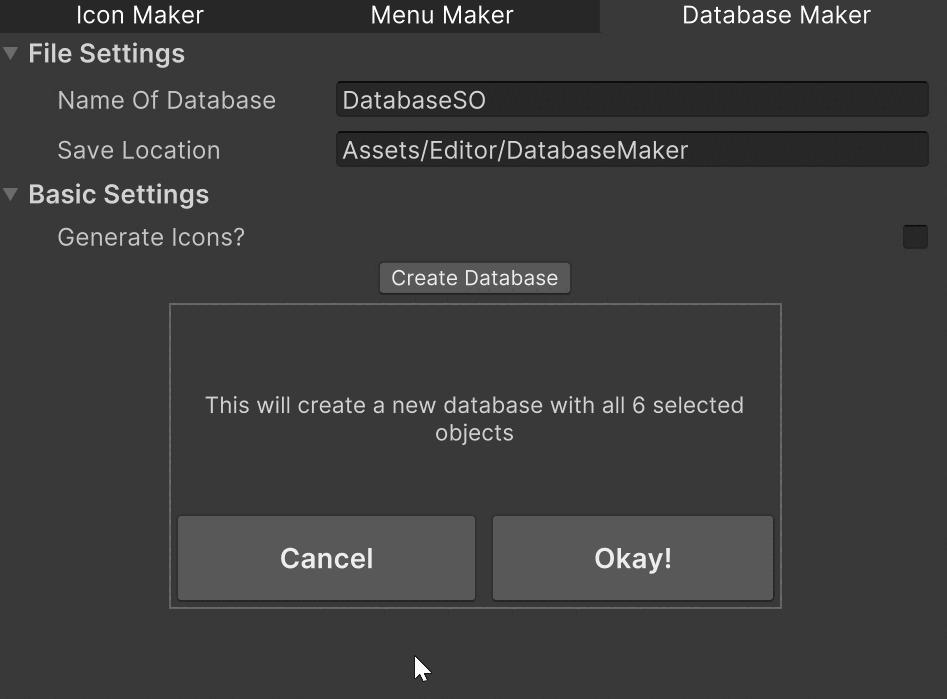 Icon Maker Menu Maker Database Maker
File Settings
Name Of Database DatabaseSO
Save Location Assets/Editor/DatabaseMaker
Basic Settings
Generate Icons?
Create Database
This will create a new database with all 6 selected
objects
Cancel Okay!